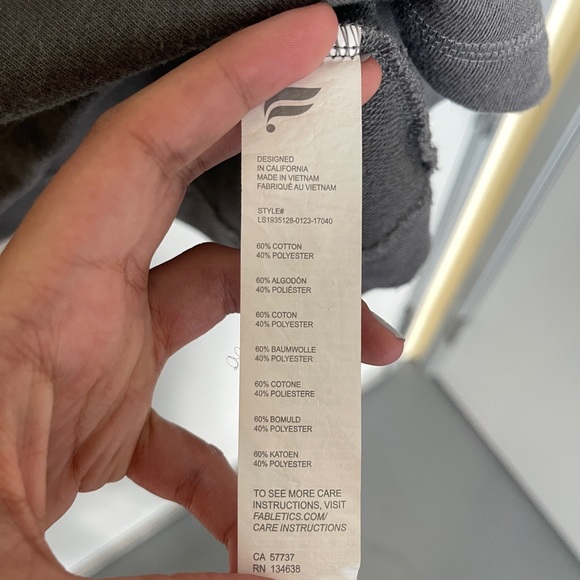 DESIGNED
IN CALIFORNIA
MADE IN VIETNAM
FABRIQUÉ AU VIETNAM
STYLE#
LS1935128-0123-17040
60% COTTON
40% POLYESTER
60% ALGODÓN
40% POLIÉSTER
60% COTON
40% POLYESTER
60% BAUMWOLLE
40% POLYESTER
60% COTONE
40% POLIESTERE
60% BOMULD
40% POLYESTER
60% KATOEN
40% POLYESTER
TO SEE MORE CARE
INSTRUCTIONS, VISIT
FABLETICS.COM/
CARE INSTRUCTIONS
CA 57737
RN 134638